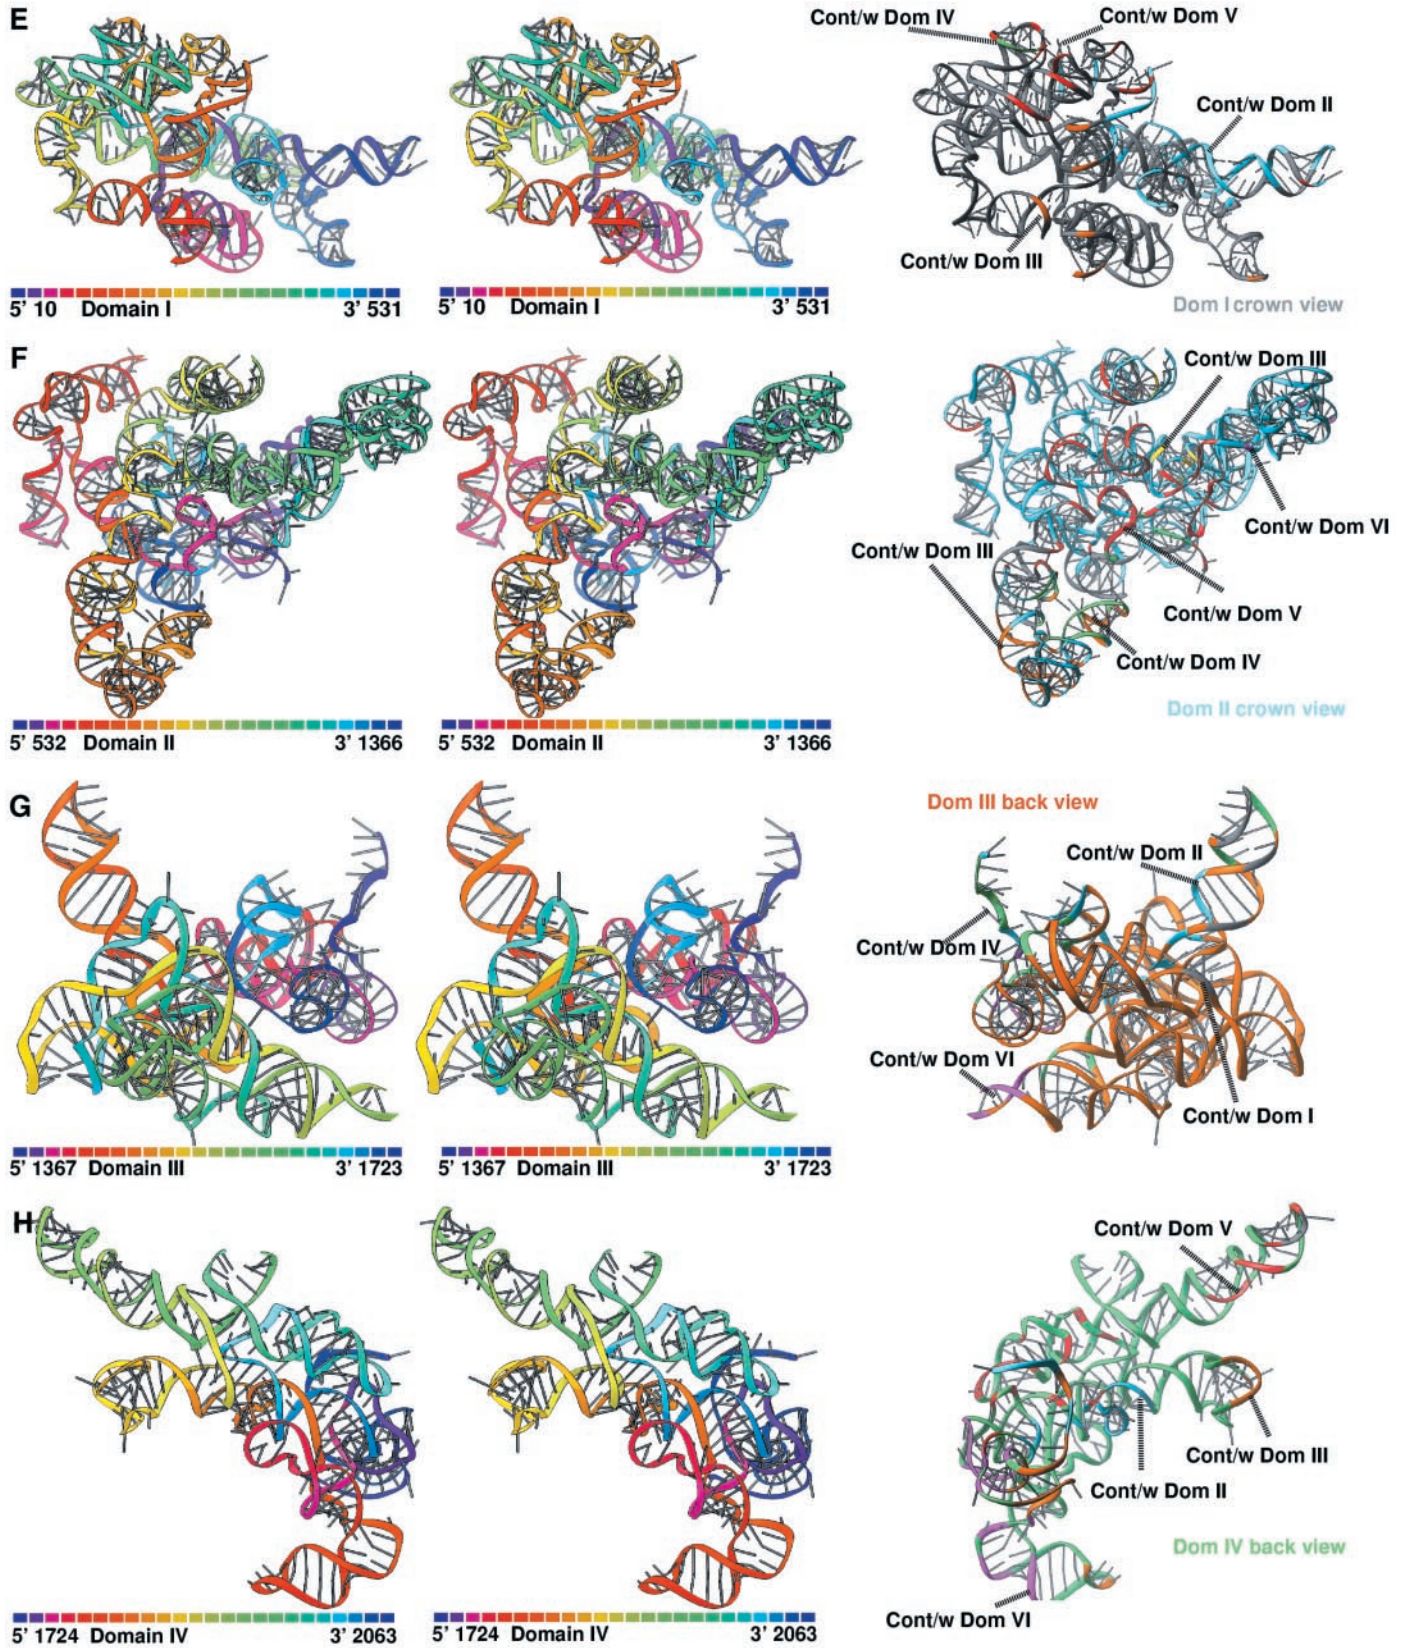 E
Cont/w Dom IV
Cont/w Dom V
Cont/w Dom II
Cont/w Dom III
5’ 10 Domain I 3’ 531
5’ 10 Domain I 3’ 531
Dom I crown view
F
Cont/w Dom III
Cont/w Dom VI
Cont/w Dom III
Cont/w Dom V
Cont/w Dom IV
Dom II crown view
5’ 532 Domain II 3’ 1366
5’ 532 Domain II 3’ 1366
G
Dom III back view
Cont/w Dom II
Cont/w Dom IV
Cont/w Dom VI
Cont/w Dom I
5’ 1367 Domain III 3’ 1723
5’ 1367 Domain III 3’ 1723
H
Cont/w Dom V
Cont/w Dom III
Cont/w Dom II
Dom IV back view
Cont/w Dom VI
5’ 1724 Domain IV 3’ 2063
5’ 1724 Domain IV 3’ 2063